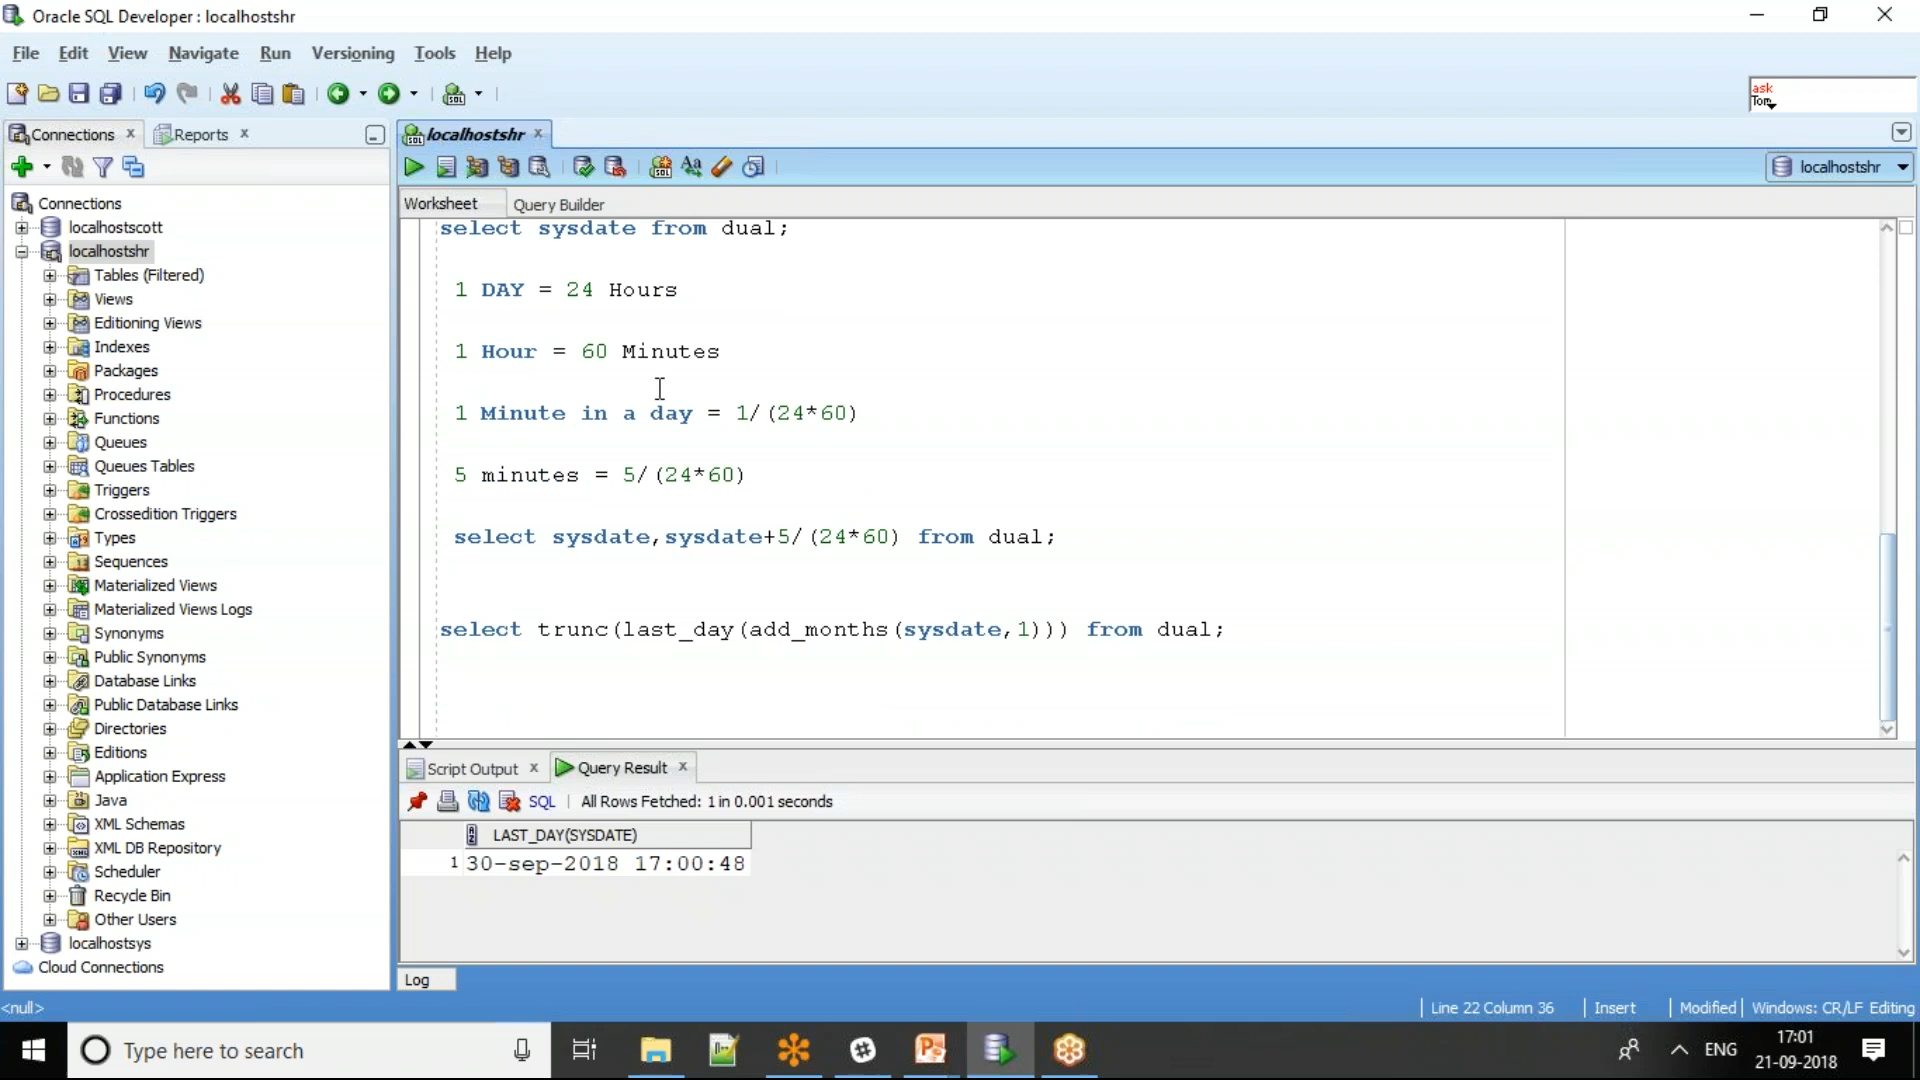 Oracle SQL Developer : localhostshr
File Edit View Navigate Run Versioning Tools Help
ask
Tom
Connections x Reports x
localhostshr x
localhostshr
Worksheet Query Builder
Connections
localhostscott
localhostshr
Tables (Filtered)
Views
Editioning Views
Indexes
Packages
Procedures
Functions
Queues
Queues Tables
Triggers
Crossedition Triggers
Types
Sequences
Materialized Views
Materialized Views Logs
Synonyms
Public Synonyms
Database Links
Public Database Links
Directories
Editions
Application Express
Java
XML Schemas
XML DB Repository
Scheduler
Recycle Bin
Other Users
localhostsys
Cloud Connections
select sysdate from dual;
1 DAY = 24 Hours
1 Hour = 60 Minutes
1 Minute in a day = 1/(24*60)
5 minutes = 5/(24*60)
select sysdate,sysdate+5/(24*60) from dual;
select trunc(last_day(add_months(sysdate,1))) from dual;
Script Output x Query Result x
SQL | All Rows Fetched: 1 in 0.001 seconds
LAST_DAY(SYSDATE)
1 30-sep-2018 17:00:48
Log
<null>
Line 22 Column 36 | Insert | Modified | Windows: CR/LF Editing
Type here to search
ENG
17:01
21-09-2018